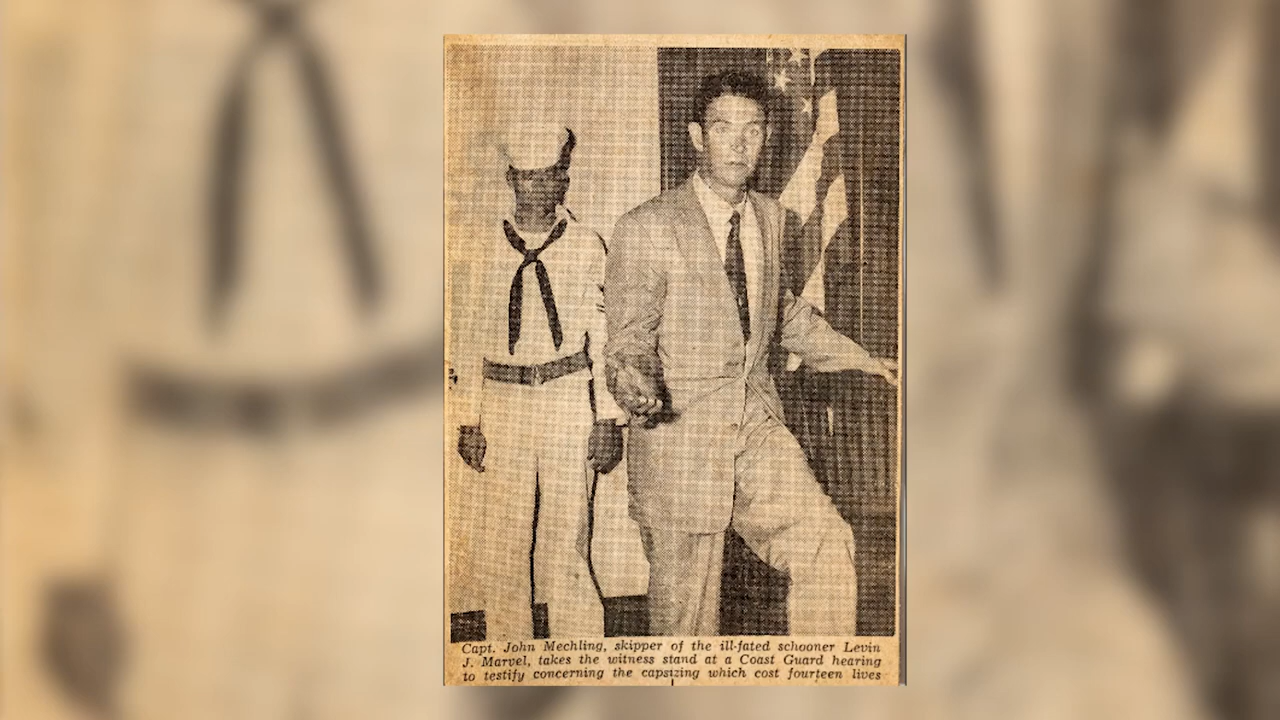 Capt. John Mechling, skipper of the ill-fated schooner Levin
J. Marvel, takes the witness stand at a Coast Guard hearing
to testify concerning the capsizing which cost fourteen lives